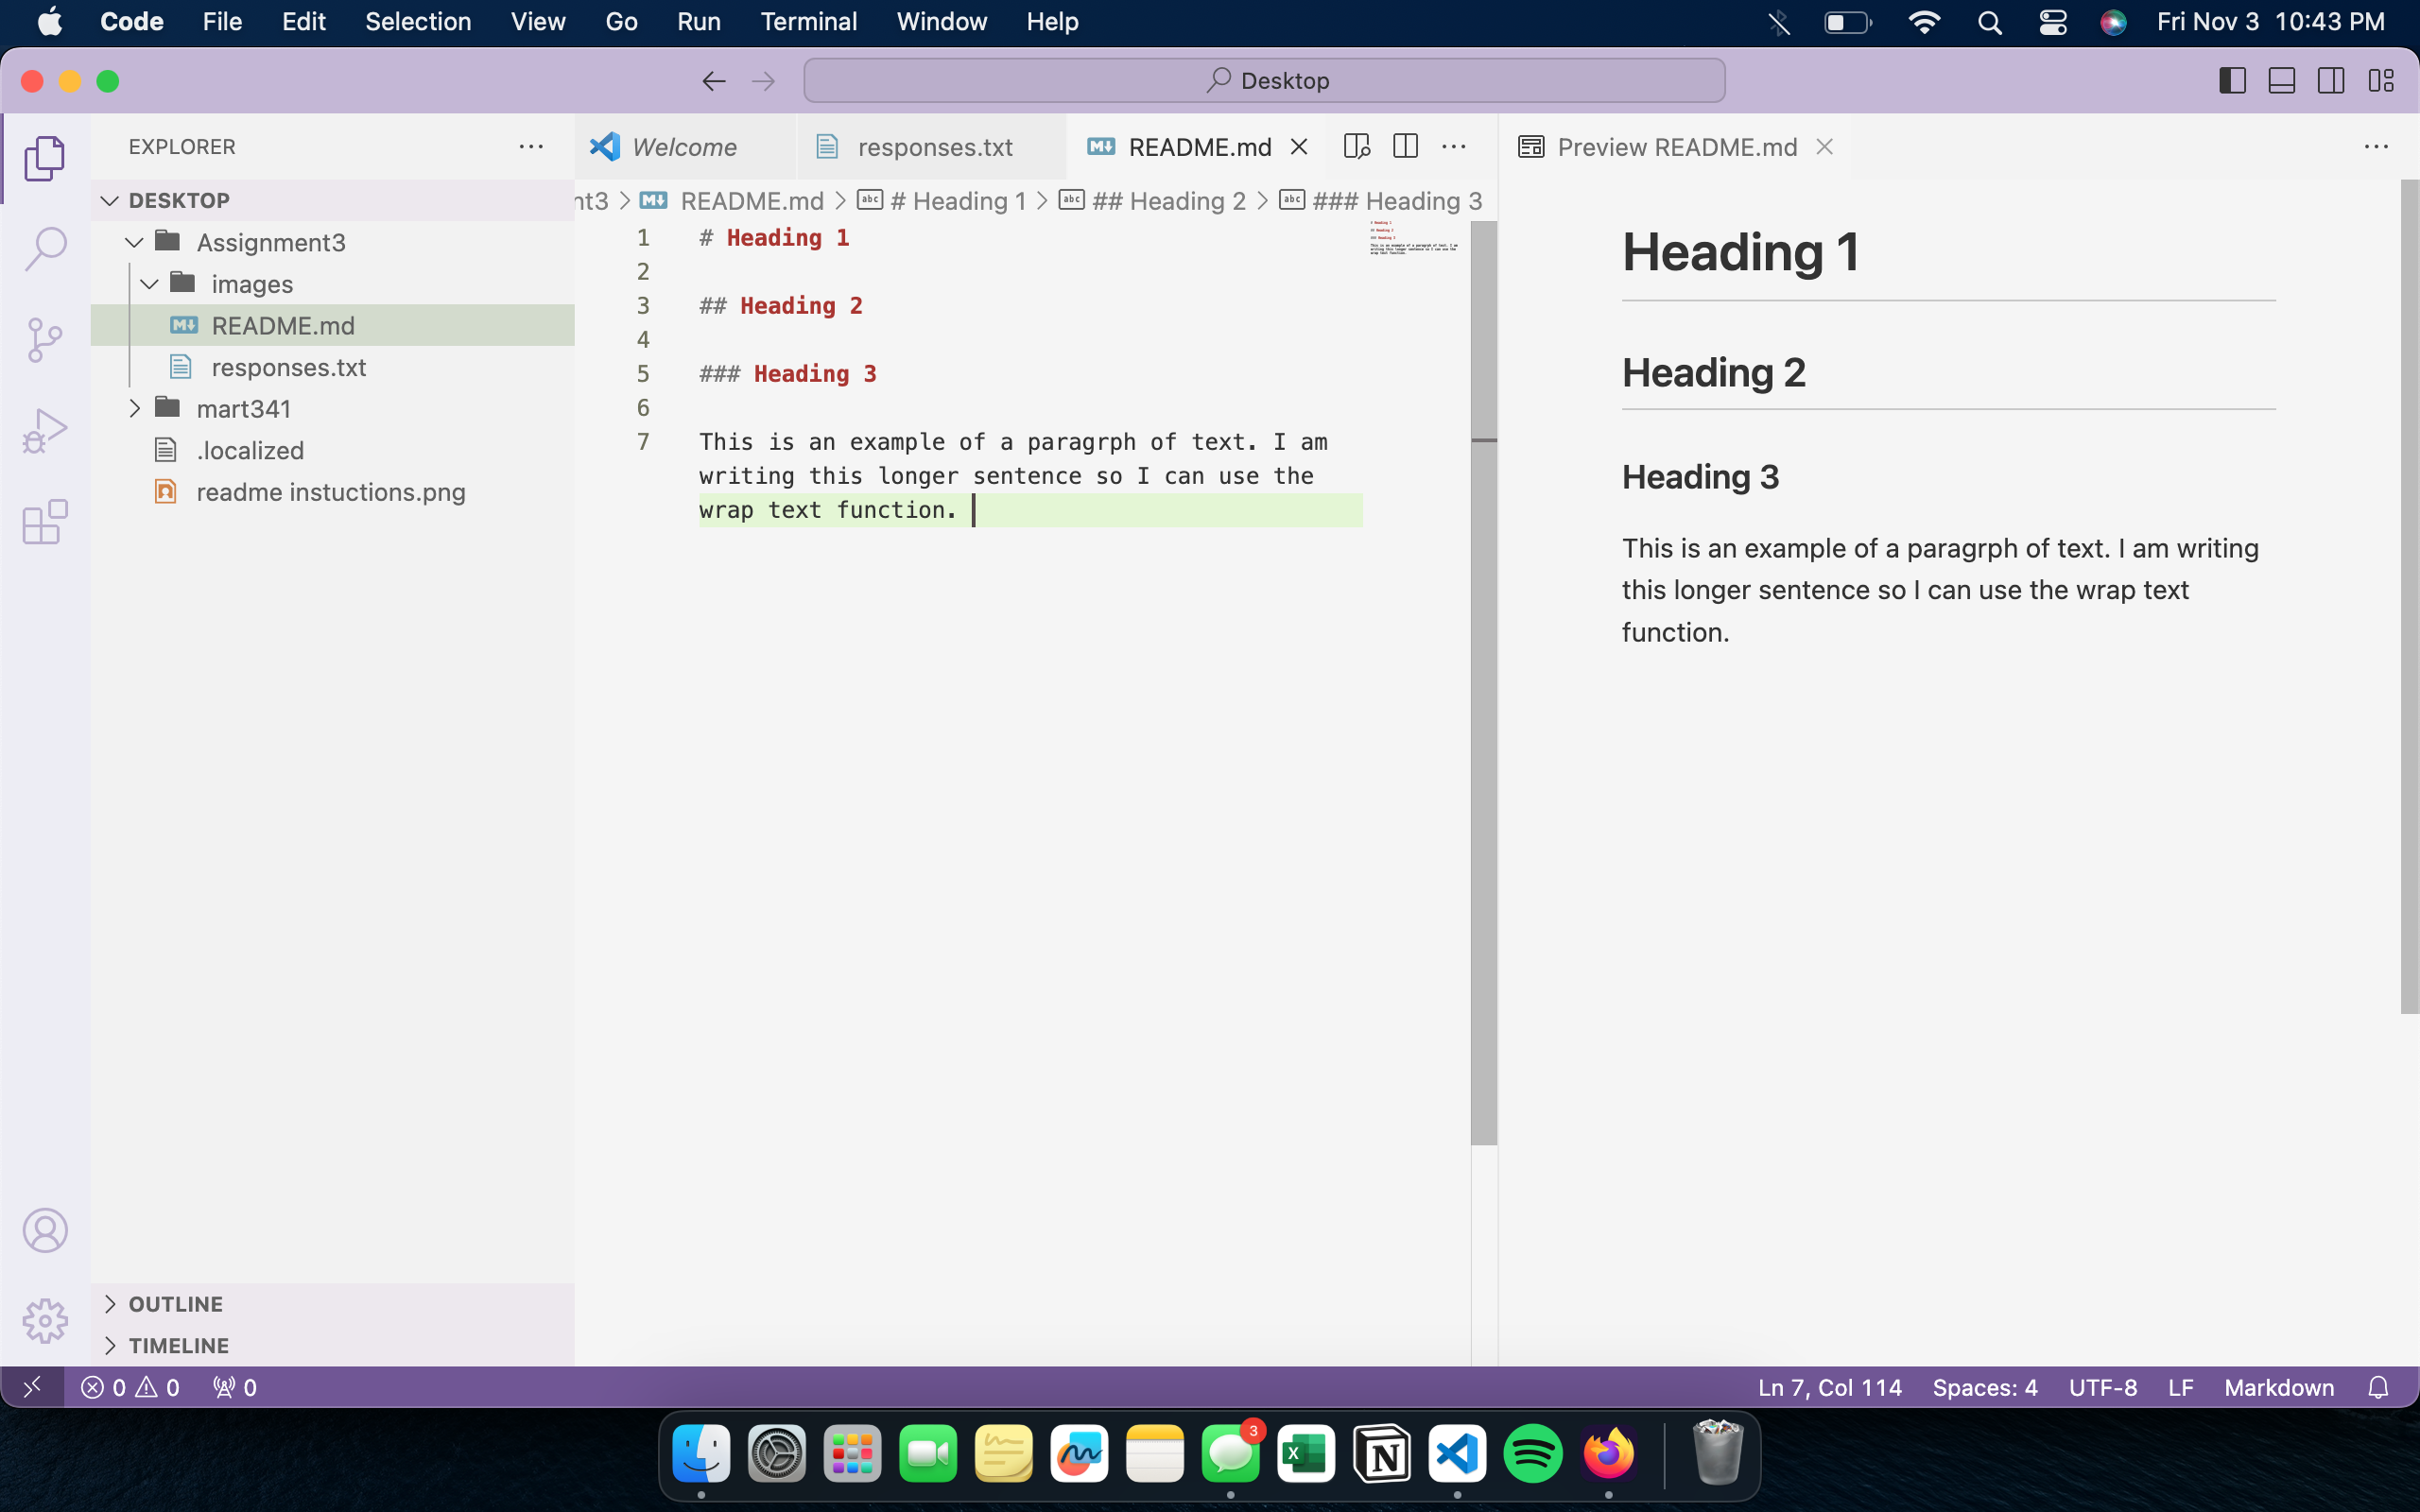 Code File Edit Selection View Go Run Terminal Window Help Fri Nov 3 10:43 PM
Desktop
EXPLORER
Welcome
responses.txt
README.md
Preview README.md
DESKTOP
nt3 > README.md > # Heading 1 > ## Heading 2 > ### Heading 3
Assignment3
images
README.md
responses.txt
mart341
.localized
readme instuctions.png
1 # Heading 1
2
3 ## Heading 2
4
5 ### Heading 3
6
7 This is an example of a paragrph of text. I am
writing this longer sentence so I can use the
wrap text function.
Heading 1
Heading 2
Heading 3
This is an example of a paragrph of text. I am writing
this longer sentence so I can use the wrap text
function.
OUTLINE
TIMELINE
0 0 0 Ln 7, Col 114 Spaces: 4 UTF-8 LF Markdown
3